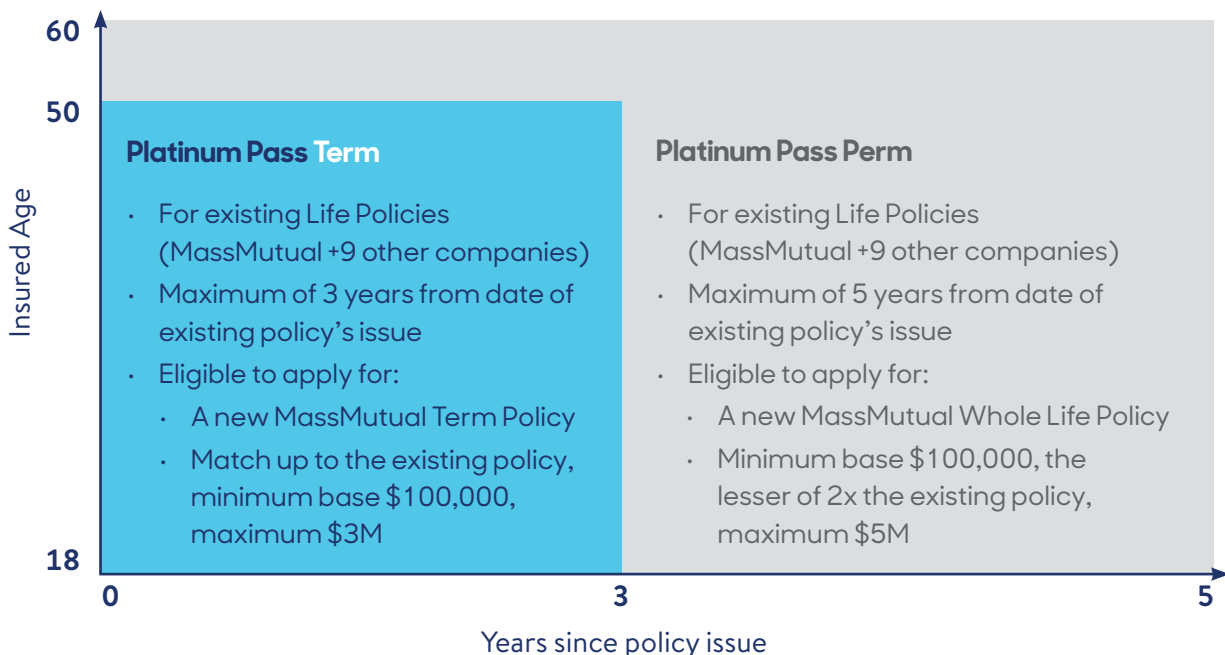 60
50
18
Insured Age
Platinum Pass Term
· For existing Life Policies
(MassMutual +9 other companies)
· Maximum of 3 years from date of
existing policy's issue
· Eligible to apply for:
· A new MassMutual Term Policy
· Match up to the existing policy,
minimum base $100,000,
maximum $3M
Platinum Pass Perm
· For existing Life Policies
(MassMutual +9 other companies)
· Maximum of 5 years from date of
existing policy's issue
· Eligible to apply for:
· A new MassMutual Whole Life Policy
· Minimum base $100,000, the
lesser of 2x the existing policy,
maximum $5M
0
3
5
Years since policy issue